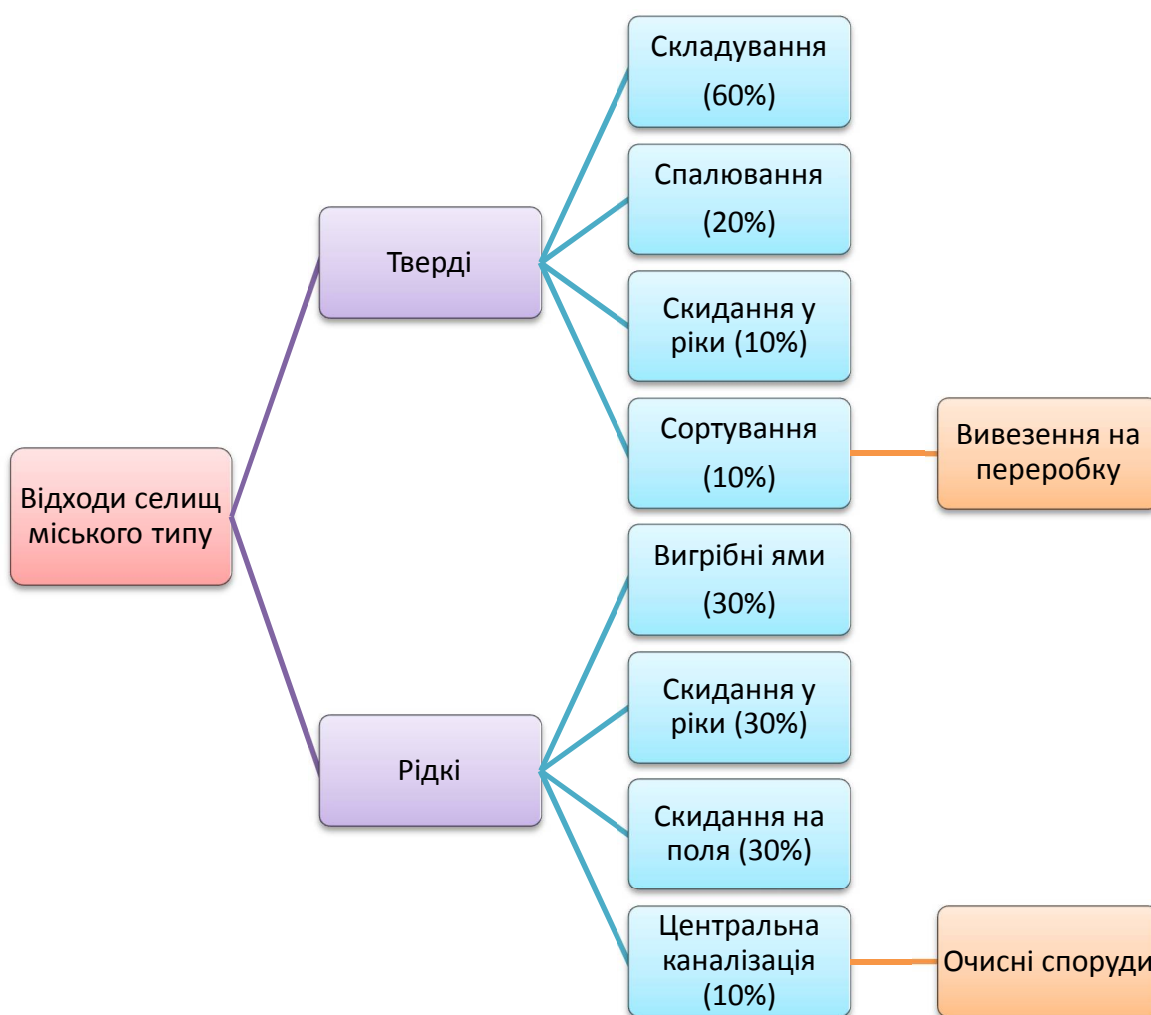 Складування
(60%)
Спалювання
(20%)
Тверді
Скидання у
ріки (10%)
Сортування
(10%)
Вивезення на
переробку
Відходи селищ
міського типу
Вигрібні ями
(30%)
Скидання у
ріки (30%)
Рідкі
Скидання на
поля (30%)
Центральна
каналізація
(10%)
Очисні споруди